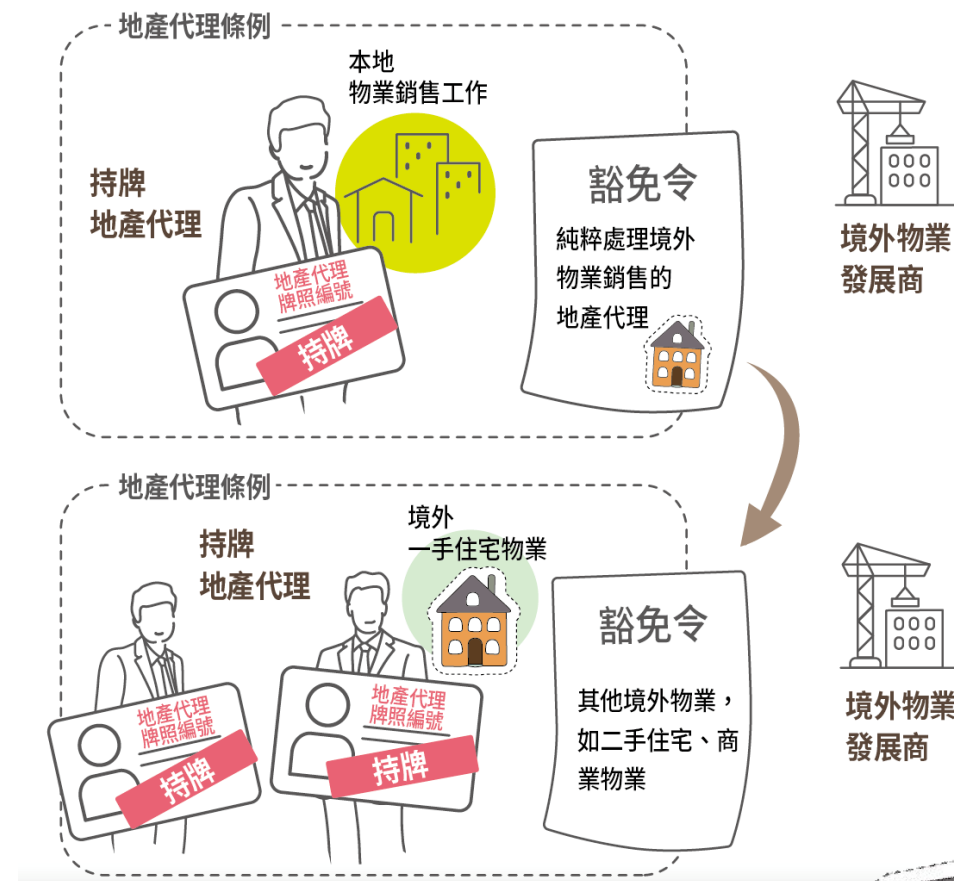 地產代理條例
本地
物業銷售工作
持牌
地產代理
地產代理
牌照編號
持牌
豁免令
純粹處理境外
物業銷售的
地產代理
境外物業
發展商
地產代理條例
持牌
地產代理
境外
一手住宅物業
地產代理
牌照編號
持牌
地產代理
牌照編號
持牌
豁免令
其他境外物業，
如二手住宅、商
業物業
境外物業
發展商